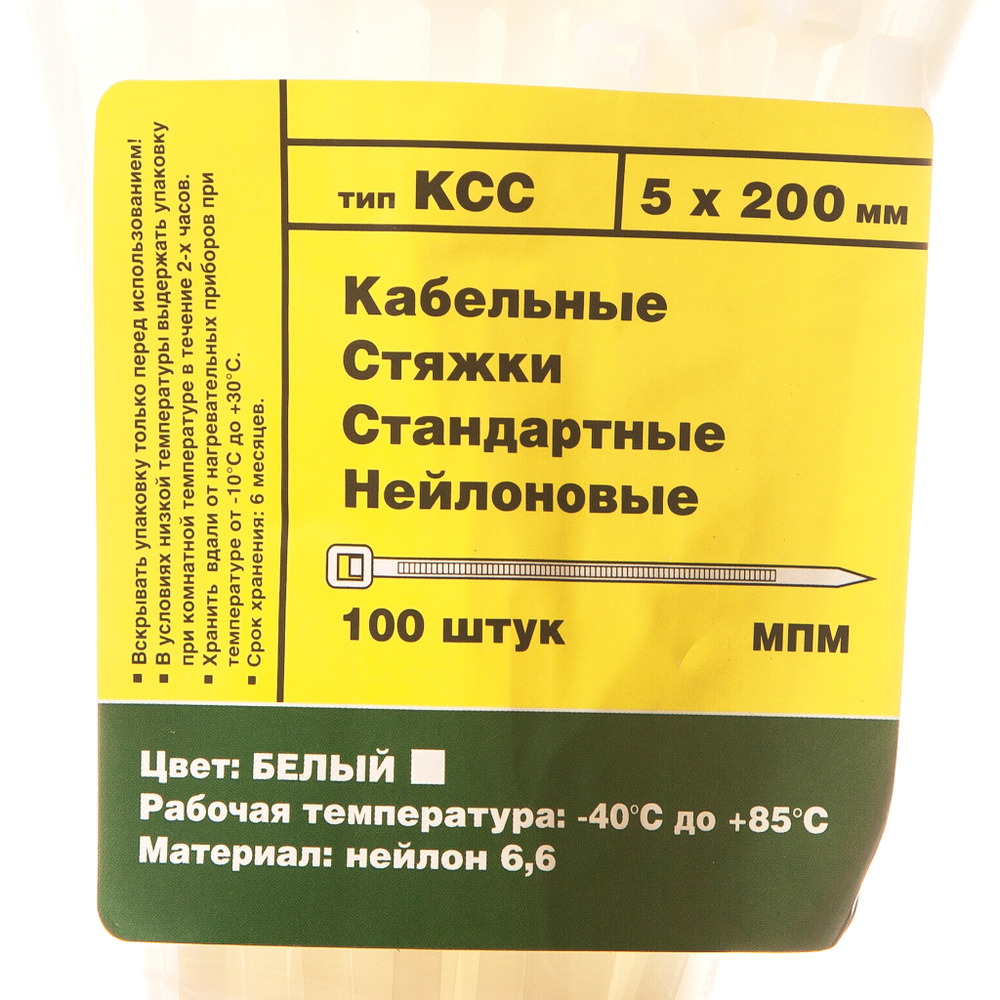 тип КСС
5 x 200 мм
Кабельные
Стяжки
Стандартные
Нейлоновые
100 штук
МПМ
▪ Вскрывать упаковку только перед использованием!
▪ В условиях низкой температуры выдержать упаковку
при комнатной температуре в течение 2-х часов.
▪ Хранить вдали от нагревательных приборов при
температуре от -10°С до +30°С.
▪ Срок хранения: 6 месяцев.
Цвет: БЕЛЫЙ
Рабочая температура: -40°С до +85°С
Материал: нейлон 6,6